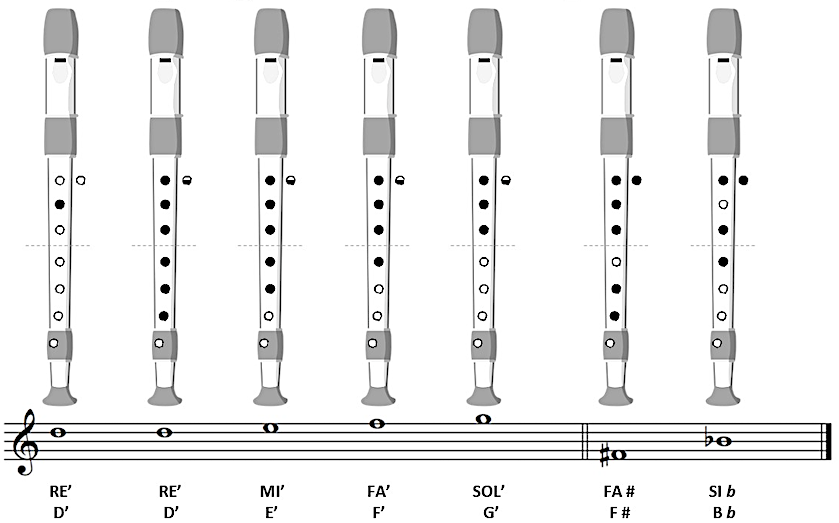 RE’ RE’ MI’ FA’ SOL’ FA # SI b
D’ D’ E’ F’ G’ F # B b